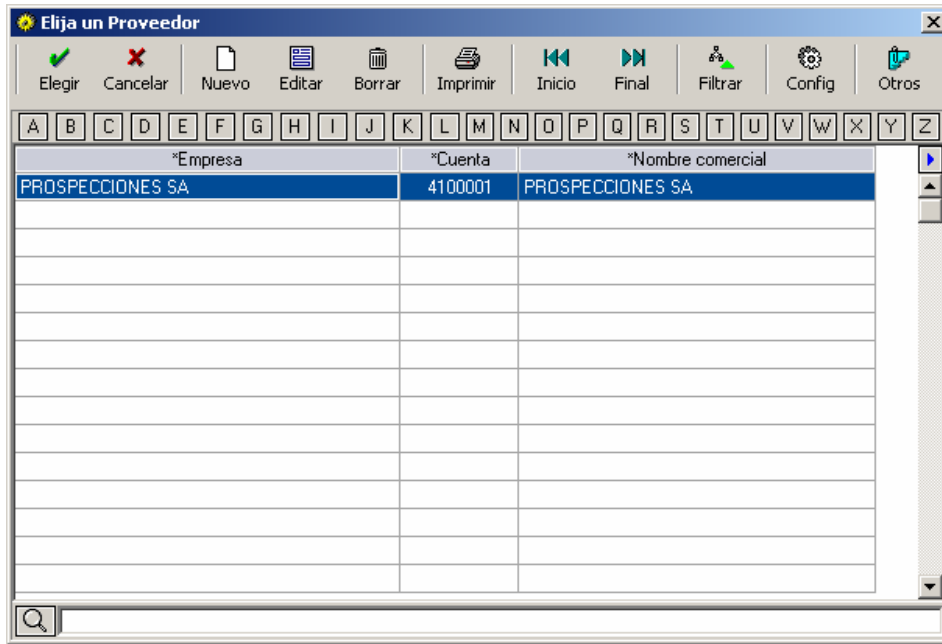 Elija un Proveedor
Elegir Cancelar Nuevo Editar Borrar Imprimir Inicio Final Filtrar Config Otros
A B C D E F G H I J K L M N O P Q R S T U V W X Y Z
*Empresa *Cuenta *Nombre comercial
PROSPECCIONES SA 4100001 PROSPECCIONES SA